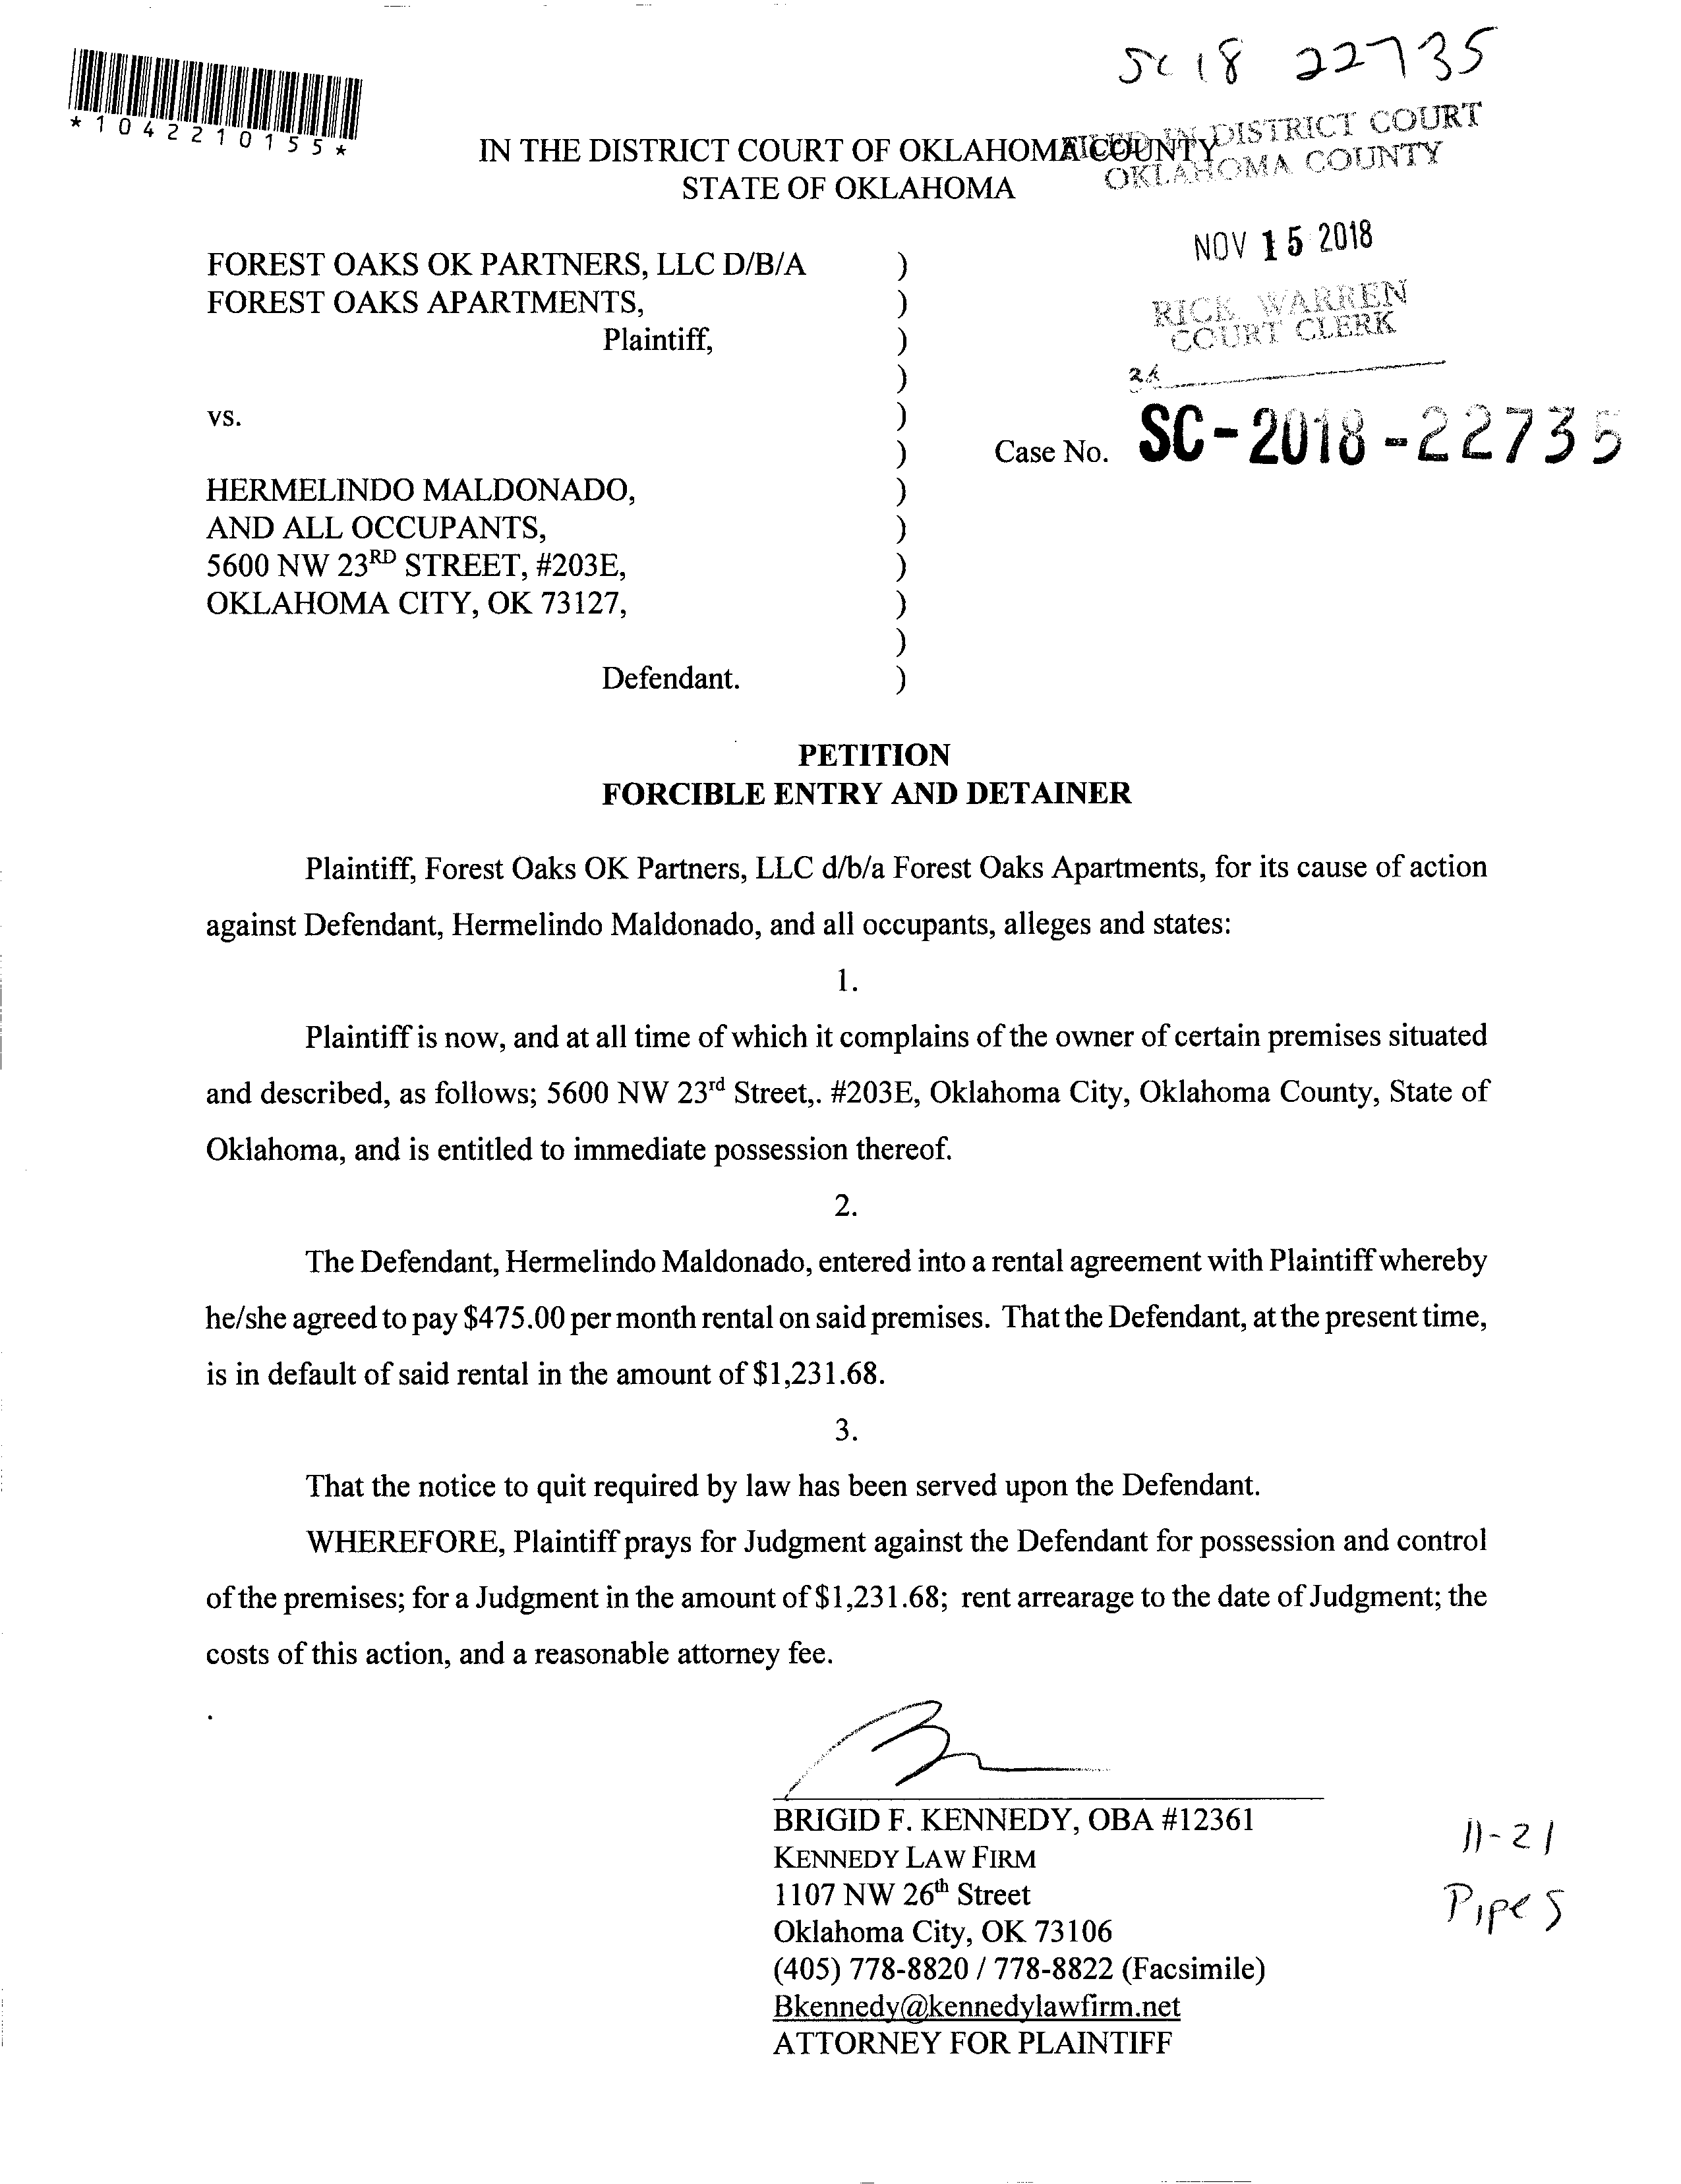 SC 18 22735
*1042210155*
FILED IN DISTRICT COURT
OKLAHOMA COUNTY
IN THE DISTRICT COURT OF OKLAHOMA COUNTY
STATE OF OKLAHOMA
NOV 15 2018
RICK WARREN
COURT CLERK
FOREST OAKS OK PARTNERS, LLC D/B/A )
FOREST OAKS APARTMENTS, )
Plaintiff, )
)
vs. )
) Case No. SC-2018-22735
HERMELINDO MALDONADO, )
AND ALL OCCUPANTS, )
5600 NW 23RD STREET, #203E, )
OKLAHOMA CITY, OK 73127, )
)
Defendant. )
PETITION
FORCIBLE ENTRY AND DETAINER
Plaintiff, Forest Oaks OK Partners, LLC d/b/a Forest Oaks Apartments, for its cause of action
against Defendant, Hermelindo Maldonado, and all occupants, alleges and states:
1.
Plaintiff is now, and at all time of which it complains of the owner of certain premises situated
and described, as follows; 5600 NW 23rd Street,. #203E, Oklahoma City, Oklahoma County, State of
Oklahoma, and is entitled to immediate possession thereof.
2.
The Defendant, Hermelindo Maldonado, entered into a rental agreement with Plaintiff whereby
he/she agreed to pay $475.00 per month rental on said premises. That the Defendant, at the present time,
is in default of said rental in the amount of $1,231.68.
3.
That the notice to quit required by law has been served upon the Defendant.
WHEREFORE, Plaintiff prays for Judgment against the Defendant for possession and control
of the premises; for a Judgment in the amount of $1,231.68; rent arrearage to the date of Judgment; the
costs of this action, and a reasonable attorney fee.
BRIGID F. KENNEDY, OBA #12361
KENNEDY LAW FIRM
1107 NW 26th Street
Oklahoma City, OK 73106
(405) 778-8820 / 778-8822 (Facsimile)
Bkennedy@kennedylawfirm.net
ATTORNEY FOR PLAINTIFF
11-21
Pipes